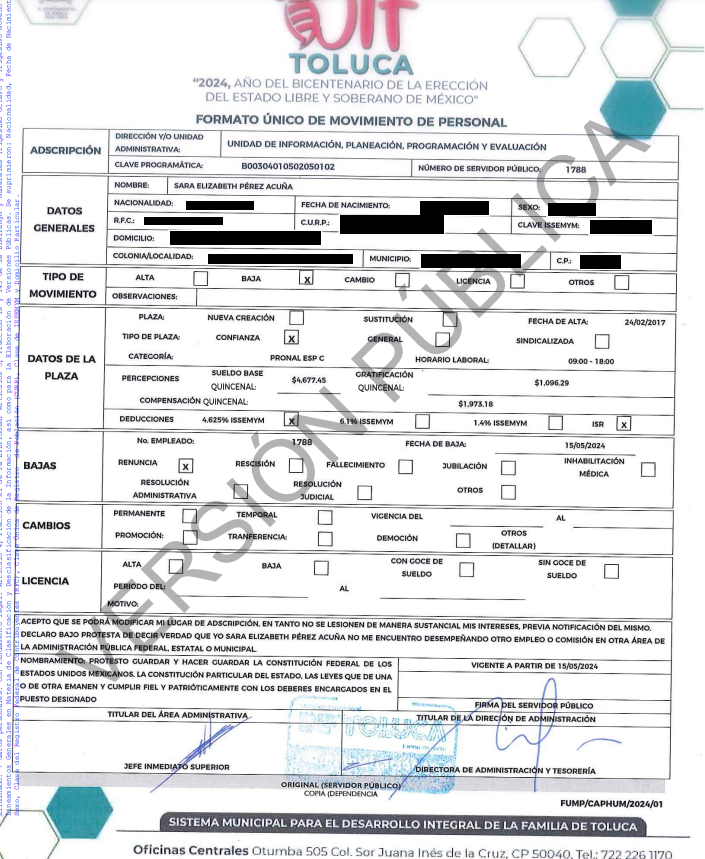 DIF
TOLUCA
"2024, AÑO DEL BICENTENARIO DE LA ERECCIÓN
DEL ESTADO LIBRE Y SOBERANO DE MÉXICO"
FORMATO ÚNICO DE MOVIMIENTO DE PERSONAL
ADSCRIPCIÓN
DIRECCIÓN Y/O UNIDAD ADMINISTRATIVA: UNIDAD DE INFORMACIÓN, PLANEACIÓN, PROGRAMACIÓN Y EVALUACIÓN
CLAVE PROGRAMÁTICA: B00304010502050102 NÚMERO DE SERVIDOR PÚBLICO: 1788
DATOS GENERALES
NOMBRE: SARA ELIZABETH PÉREZ ACUÑA
NACIONALIDAD: FECHA DE NACIMIENTO: SEXO:
R.F.C.: C.U.R.P.: CLAVE ISSEMYM:
DOMICILIO:
COLONIA/LOCALIDAD: MUNICIPIO: C.P.:
TIPO DE MOVIMIENTO
ALTA BAJA X CAMBIO LICENCIA OTROS
OBSERVACIONES:
DATOS DE LA PLAZA
PLAZA: NUEVA CREACIÓN SUSTITUCIÓN FECHA DE ALTA: 24/02/2017
TIPO DE PLAZA: CONFIANZA X GENERAL SINDICALIZADA
CATEGORÍA: PRONAL ESP C HORARIO LABORAL: 09:00 - 18:00
PERCEPCIONES SUELDO BASE QUINCENAL: $4,677.45 GRATIFICACIÓN QUINCENAL: $1,096.29
COMPENSACIÓN QUINCENAL: $1,973.18
DEDUCCIONES 4.625% ISSEMYM X 6.1% ISSEMYM 1.4% ISSEMYM ISR X
BAJAS
No. EMPLEADO: 1788 FECHA DE BAJA: 15/05/2024
RENUNCIA X RESCISIÓN FALLECIMIENTO JUBILACIÓN INHABILITACIÓN MÉDICA
RESOLUCIÓN ADMINISTRATIVA RESOLUCIÓN JUDICIAL OTROS
CAMBIOS
PERMANENTE TEMPORAL VIGENCIA DEL AL
PROMOCIÓN: TRANFERENCIA: DEMOCIÓN OTROS (DETALLAR)
LICENCIA
ALTA BAJA CON GOCE DE SUELDO SIN GOCE DE SUELDO
PERIODO DEL: AL
MOTIVO:
ACEPTO QUE SE PODRÁ MODIFICAR MI LUGAR DE ADSCRIPCIÓN, EN TANTO NO SE LESIONEN DE MANERA SUSTANCIAL MIS INTERESES, PREVIA NOTIFICACIÓN DEL MISMO.
DECLARO BAJO PROTESTA DE DECIR VERDAD QUE YO SARA ELIZABETH PÉREZ ACUÑA NO ME ENCUENTRO DESEMPEÑANDO OTRO EMPLEO O COMISIÓN EN OTRA ÁREA DE
LA ADMINISTRACIÓN PÚBLICA FEDERAL, ESTATAL O MUNICIPAL.
NOMBRAMIENTO: PROTESTO GUARDAR Y HACER GUARDAR LA CONSTITUCIÓN FEDERAL DE LOS
ESTADOS UNIDOS MEXICANOS, LA CONSTITUCIÓN PARTICULAR DEL ESTADO, LAS LEYES QUE DE UNA
O DE OTRA EMANEN Y CUMPLIR FIEL Y PATRIÓTICAMENTE CON LOS DEBERES ENCARGADOS EN EL
PUESTO DESIGNADO
VIGENTE A PARTIR DE 15/05/2024
FIRMA DEL SERVIDOR PÚBLICO
TITULAR DEL ÁREA ADMINISTRATIVA
TITULAR DE LA DIRECIÓN DE ADMINISTRACIÓN
DIF TOLUCA
JEFE INMEDIATO SUPERIOR
DIRECTORA DE ADMINISTRACIÓN Y TESORERÍA
ORIGINAL (SERVIDOR PÚBLICO)
COPIA (DEPENDENCIA
FUMP/CAPHUM/2024/01
SISTEMA MUNICIPAL PARA EL DESARROLLO INTEGRAL DE LA FAMILIA DE TOLUCA
Oficinas Centrales Otumba 505 Col. Sor Juana Inés de la Cruz, CP 50040, Tel.: 722 226 1170
VERSIÓN PÚBLICA